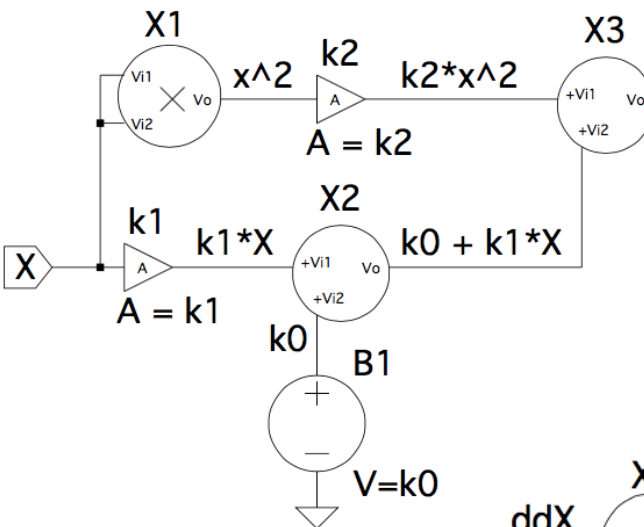 X1
X3
k2
Vi1
x^2
k2*x^2
Vo
A
+Vi1
Vo
Vi2
+Vi2
A = k2
X2
k1
k1*X
k0 + k1*X
X
A
+Vi1
Vo
+Vi2
A = k1
k0
B1
V=k0
X
ddX